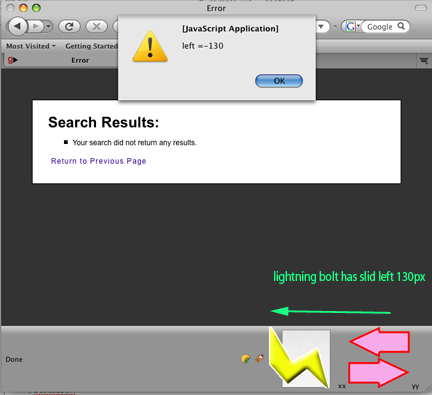 Error
[JavaScript Application]
left =-130
OK
Google
Most Visited
Getting Started
Error
Search Results:
Your search did not return any results.
Return to Previous Page
lightning bolt has slid left 130px
Done
xx
yy